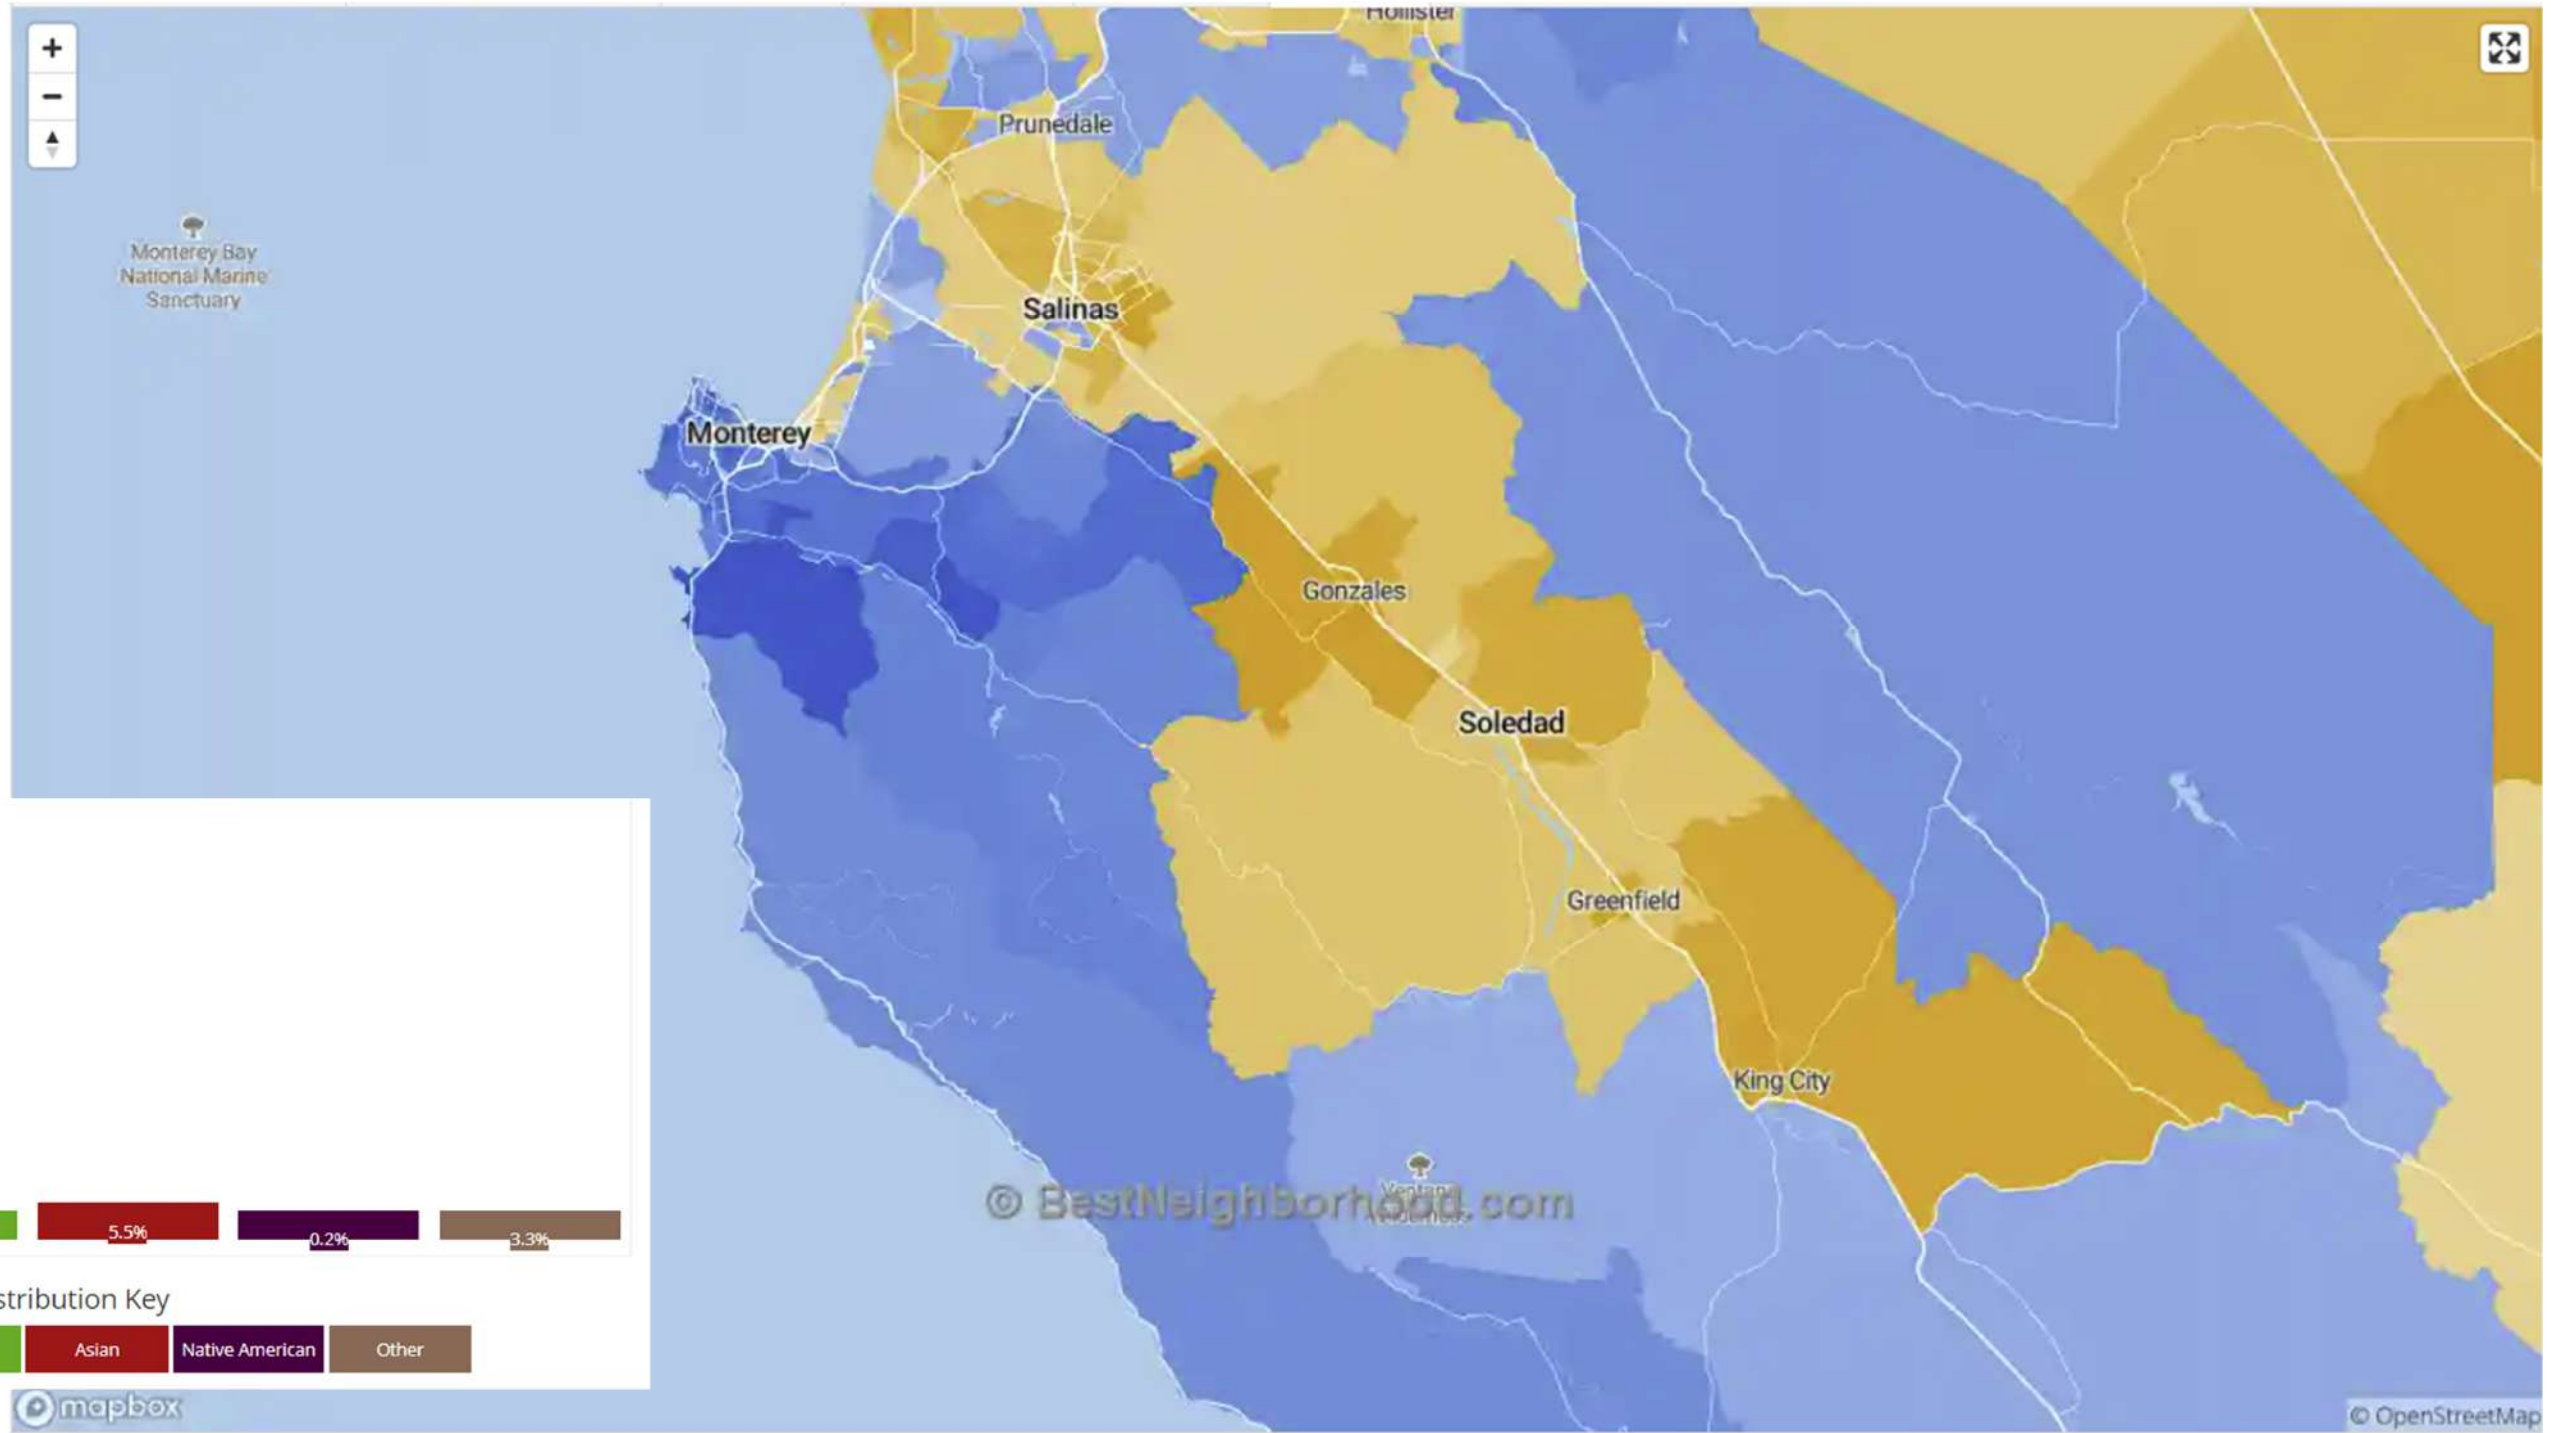 Hollister
Prunedale
Monterey Bay
National Marine
Sanctuary
Salinas
Monterey
Gonzales
Soledad
Greenfield
King City
© BestNeighborhood.com
5.5%
0.2%
3.3%
stribution Key
Asian
Native American
Other
mapbox
© OpenStreetMap